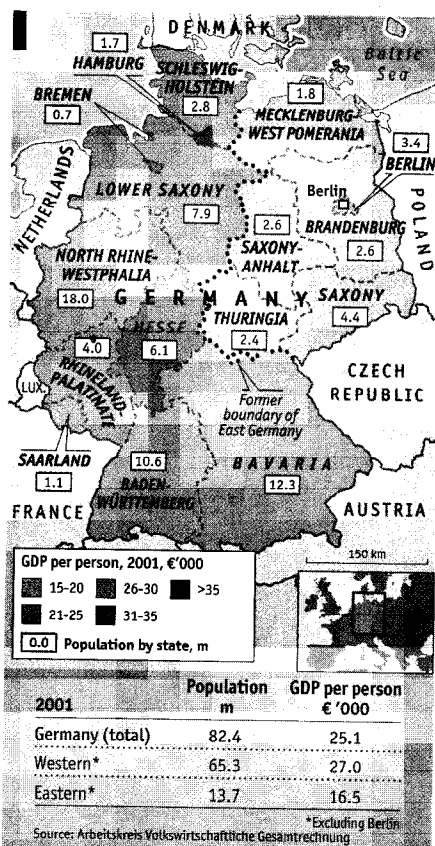 DENMARK
Baltic
Sea
1.7
HAMBURG
SCHLESWIG-
HOLSTEIN
2.8
BREMEN
0.7
1.8
MECKLENBURG-
WEST POMERANIA
3.4
BERLIN
NETHERLANDS
LOWER SAXONY
7.9
Berlin
POLAND
2.6
SAXONY-
ANHALT
BRANDENBURG
2.6
NORTH RHINE-
WESTPHALIA
18.0
GERMANY
SAXONY
4.4
HESSE
6.1
THURINGIA
2.4
4.0
RHINELAND-
PALATINATE
LUX.
CZECH
REPUBLIC
Former
boundary of
East Germany
SAARLAND
1.1
10.6
BADEN-
WÜRTTEMBERG
BAVARIA
12.3
FRANCE
AUSTRIA
150 km
GDP per person, 2001, €'000
15-20 26-30 >35
21-25 31-35
0.0 Population by state, m
2001 Population m GDP per person € '000
Germany (total) 82.4 25.1
Western* 65.3 27.0
Eastern* 13.7 16.5
*Excluding Berlin
Source: Arbeitskreis Volkswirtschaftliche Gesamtrechnung